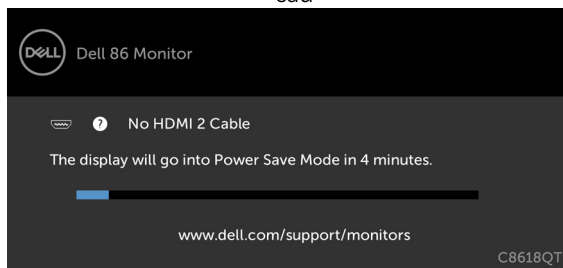 DELL Dell 86 Monitor
? No HDMI 2 Cable
The display will go into Power Save Mode in 4 minutes.
www.dell.com/support/monitors
C8618QT